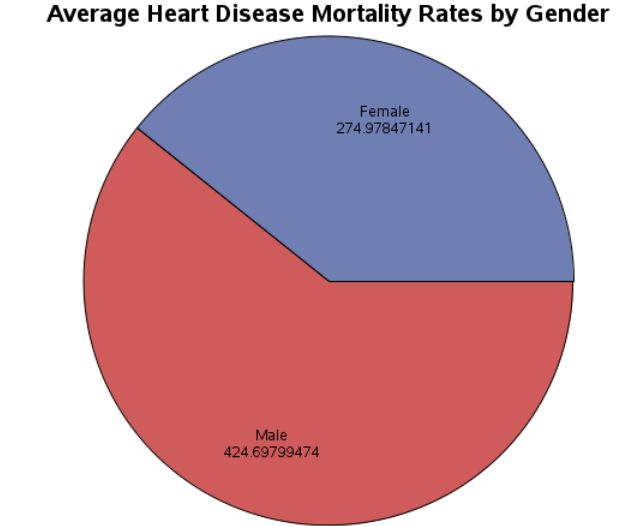 Average Heart Disease Mortality Rates by Gender
Female
274.97847141
Male
424.69799474